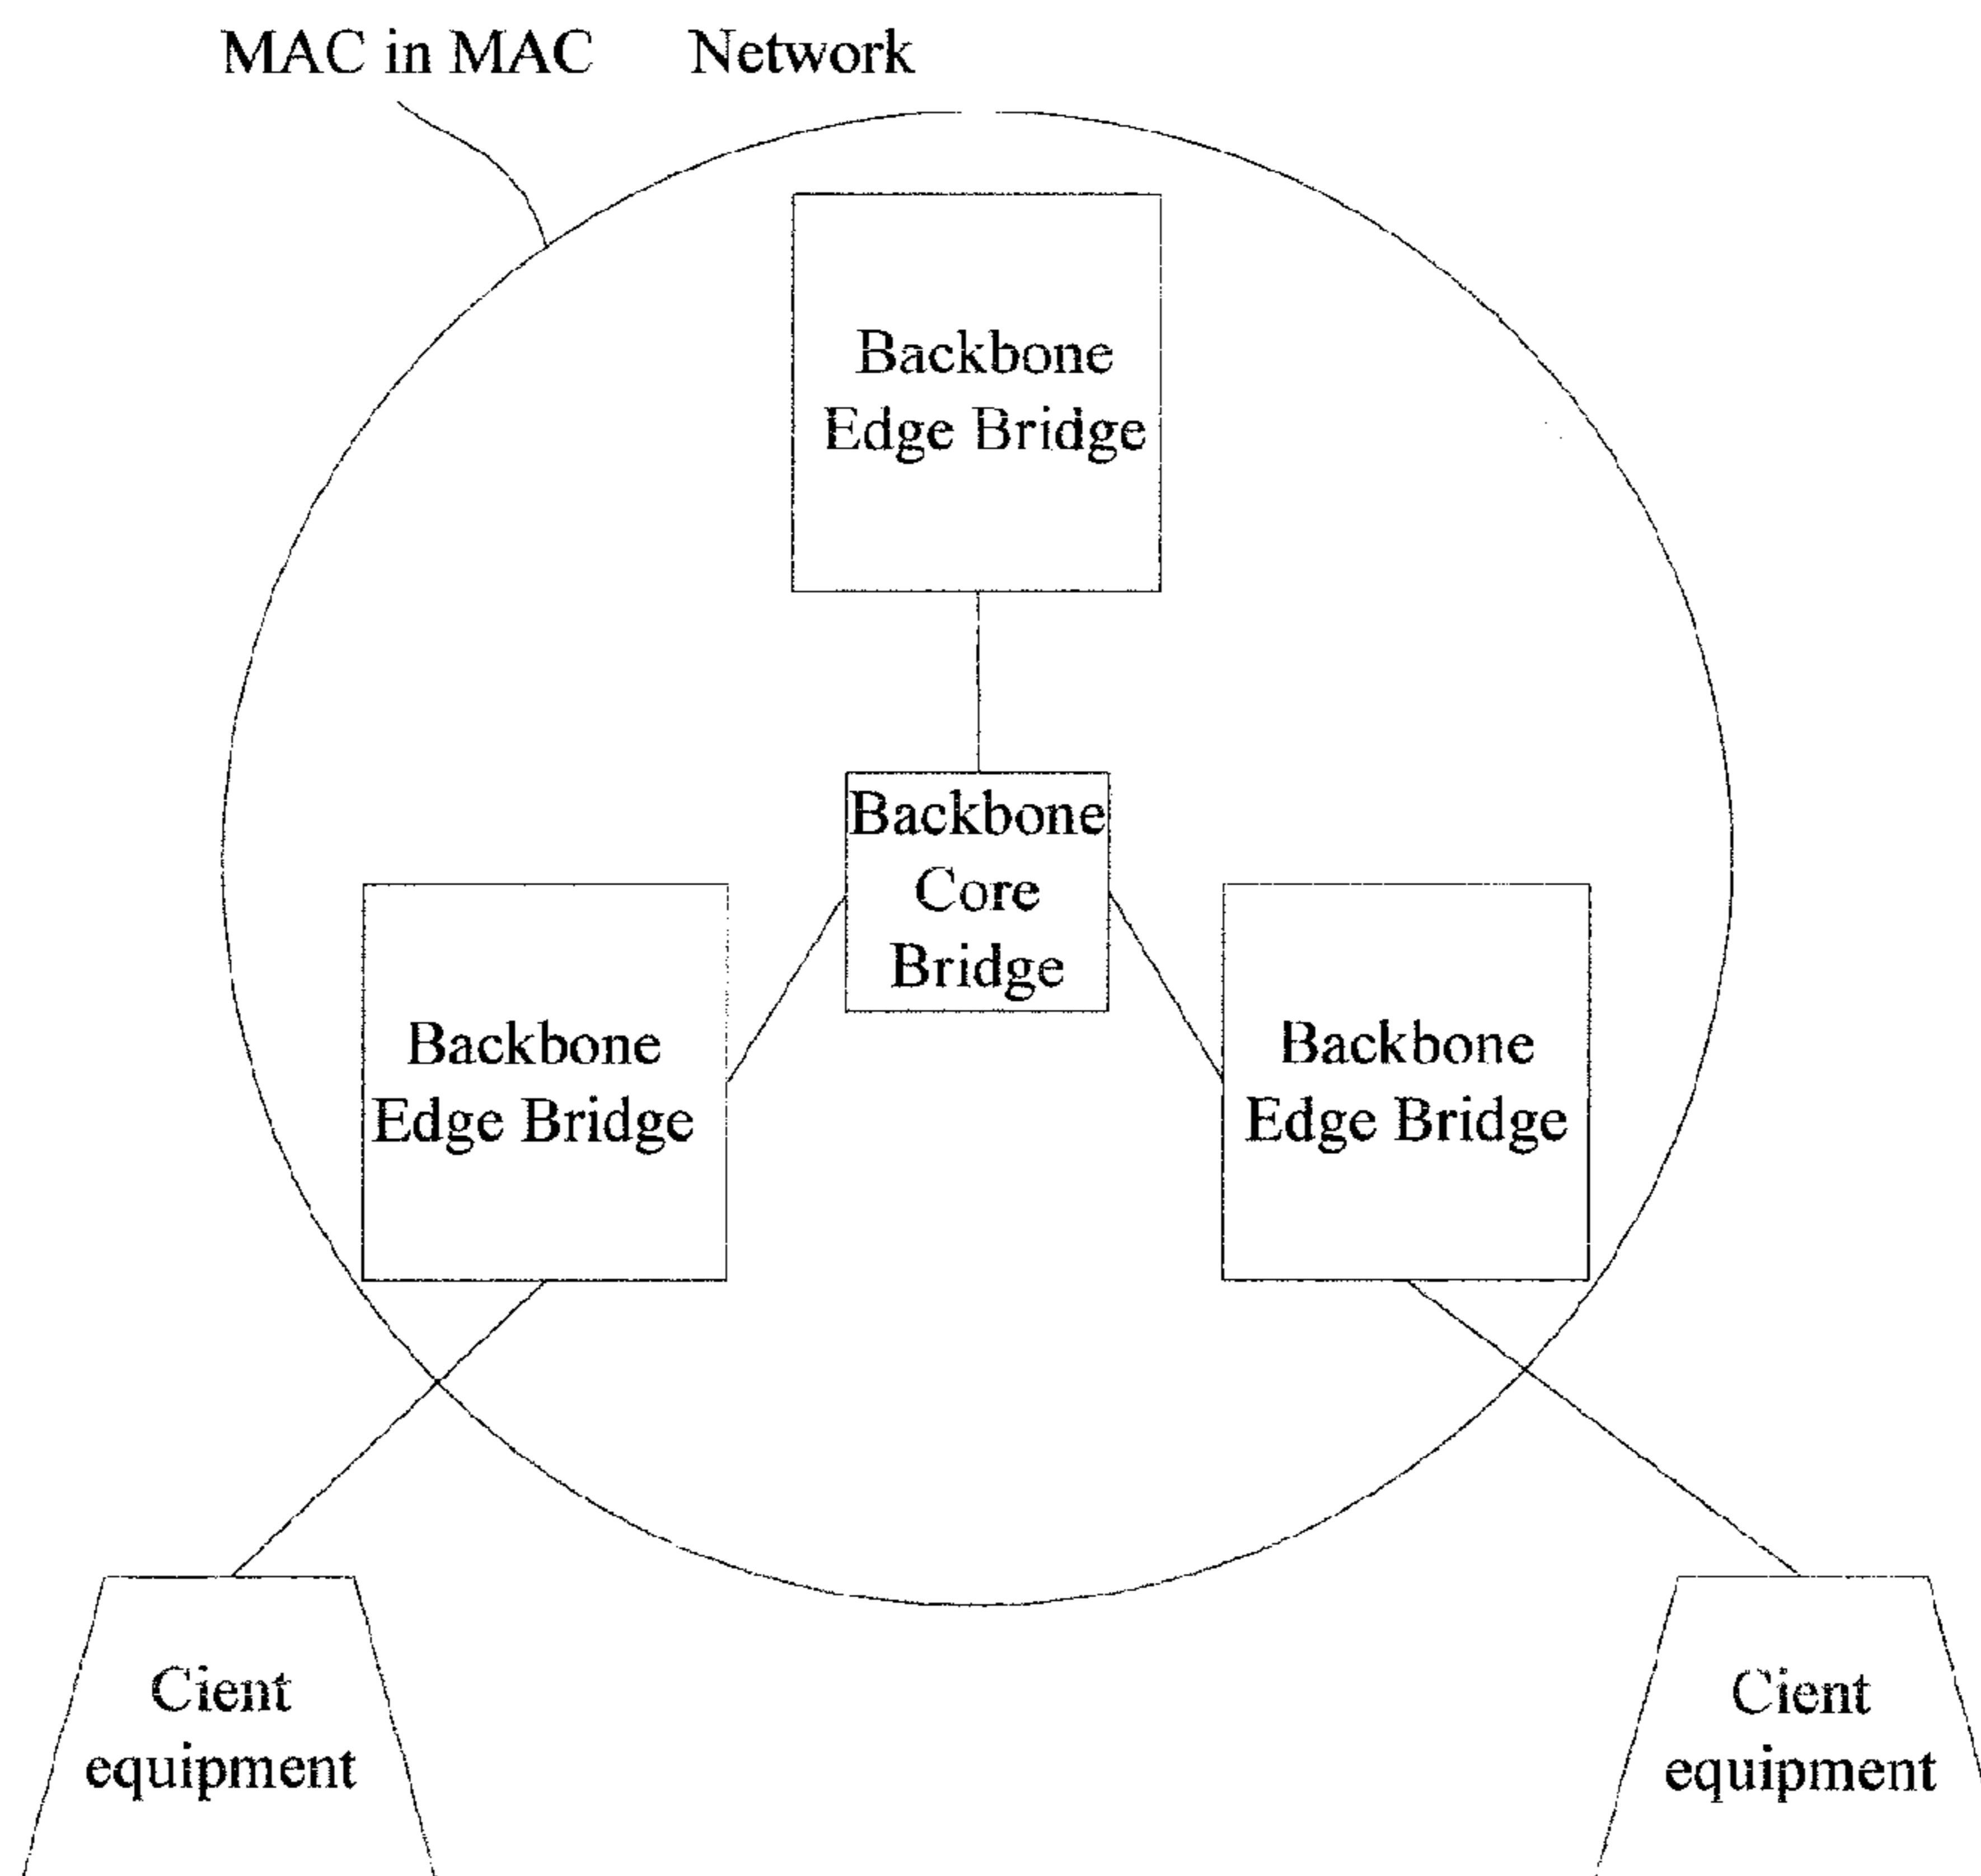 MAC in MAC Network
Backbone
Edge Bridge
Backbone
Core
Bridge
Backbone
Edge Bridge
Backbone
Edge Bridge
Cient
equipment
Cient
equipment